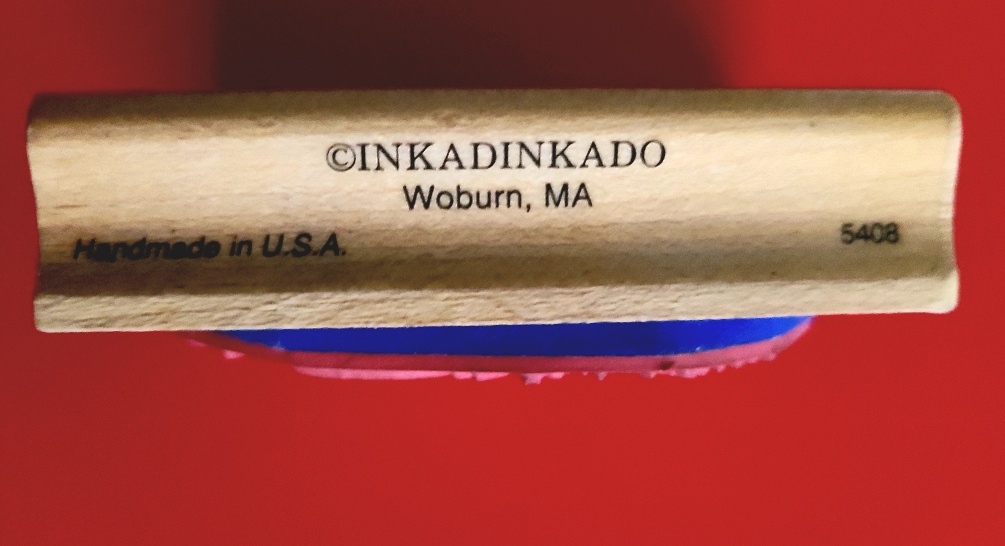 ©INKADINKADO
Woburn, MA
Handmade in U.S.A.
5408